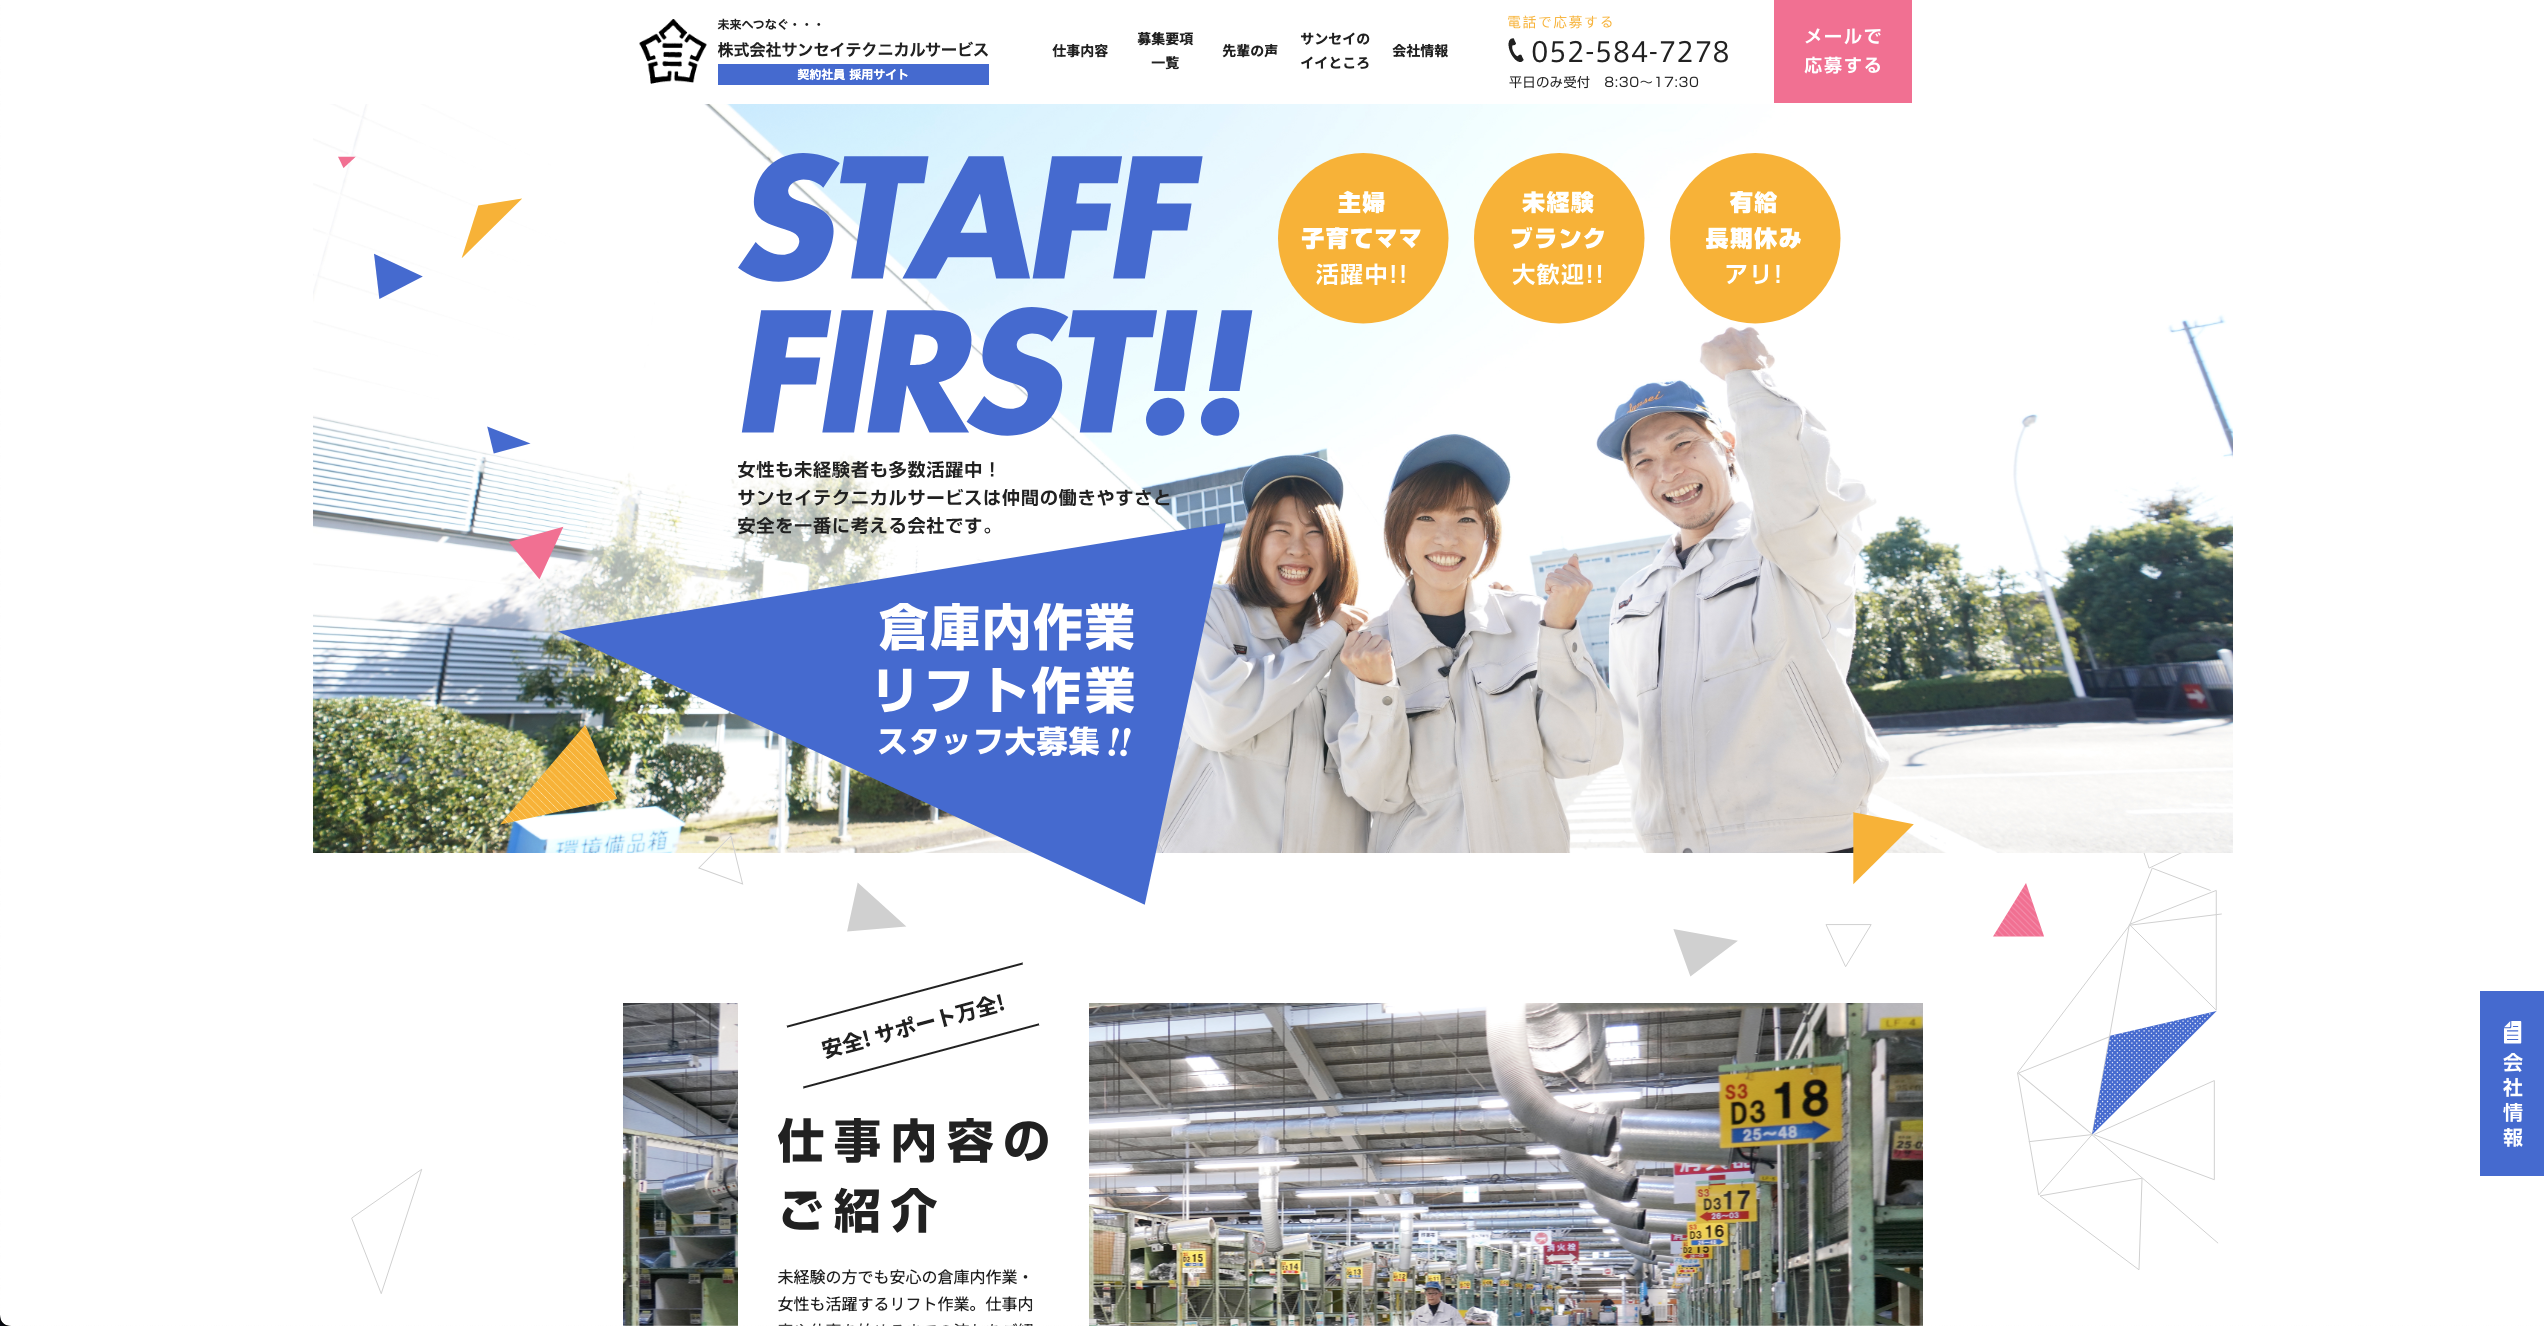 未来へつなぐ・・・
株式会社サンセイテクニカルサービス
契約社員 採用サイト
仕事内容
募集要項
一覧
先輩の声
サンセイの
イイところ
会社情報
電話で応募する
052-584-7278
平日のみ受付　8:30〜17:30
メールで
応募する
STAFF
FIRST!!
主婦
子育てママ
活躍中!!
未経験
ブランク
大歓迎!!
有給
長期休み
アリ!
女性も未経験者も多数活躍中！
サンセイテクニカルサービスは仲間の働きやすさと
安全を一番に考える会社です。
倉庫内作業
リフト作業
スタッフ大募集!!
環境備品箱
安全! サポート万全!
仕事内容の
ご紹介
未経験の方でも安心の倉庫内作業・
女性も活躍するリフト作業。仕事内
S3
D3 18
25〜48
S3
D3 17
26〜03
S3
D3 16
D2 15
消火栓
会社情報